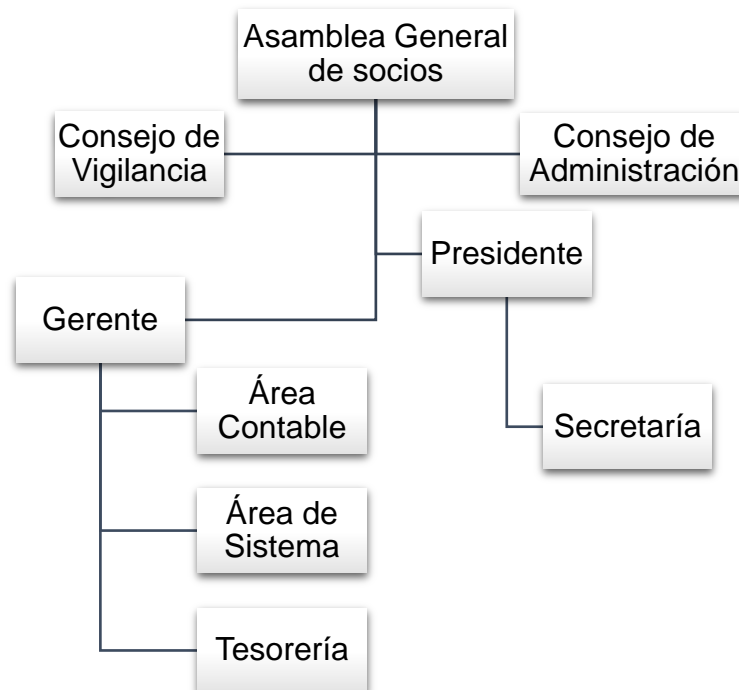 Asamblea General
de socios
Consejo de
Vigilancia
Consejo de
Administración
Presidente
Gerente
Área
Contable
Secretaría
Área de
Sistema
Tesorería